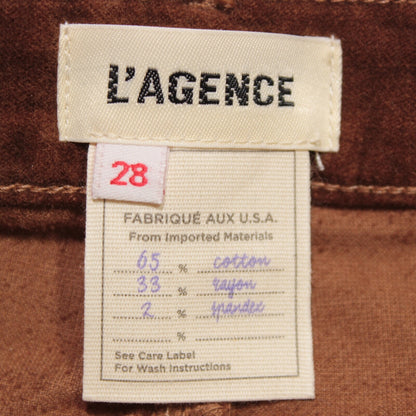 L'AGENCE
28
FABRIQUÉ AUX U.S.A.
From Imported Materials
65 % cotton
33 % rayon
2 % spandex
%
See Care Label
For Wash Instructions